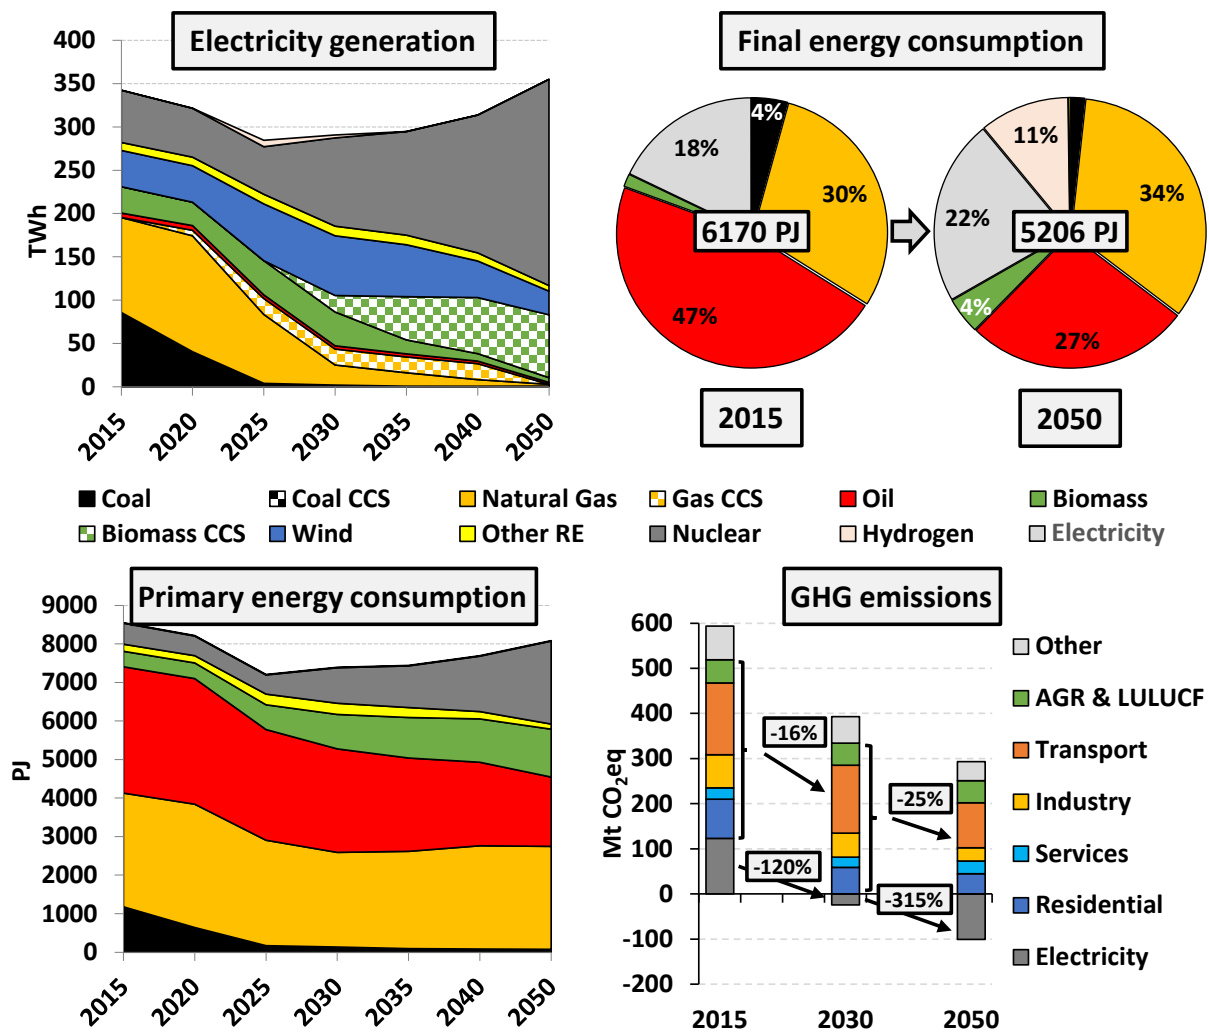 Electricity generation
400
350
300
250
200
150
100
50
0
TWh
2015
2020
2025
2030
2035
2040
2050
Final energy consumption
4%
30%
47%
18%
6170 PJ
2015
11%
34%
22%
4%
27%
5206 PJ
2050
Coal
Coal CCS
Natural Gas
Gas CCS
Oil
Biomass
Biomass CCS
Wind
Other RE
Nuclear
Hydrogen
Electricity
Primary energy consumption
9000
8000
7000
6000
5000
4000
3000
2000
1000
0
PJ
2015
2020
2025
2030
2035
2040
2050
GHG emissions
600
500
400
300
200
100
0
-100
-200
Mt CO₂eq
-16%
-120%
-25%
-315%
2015
2030
2050
Other
AGR & LULUCF
Transport
Industry
Services
Residential
Electricity